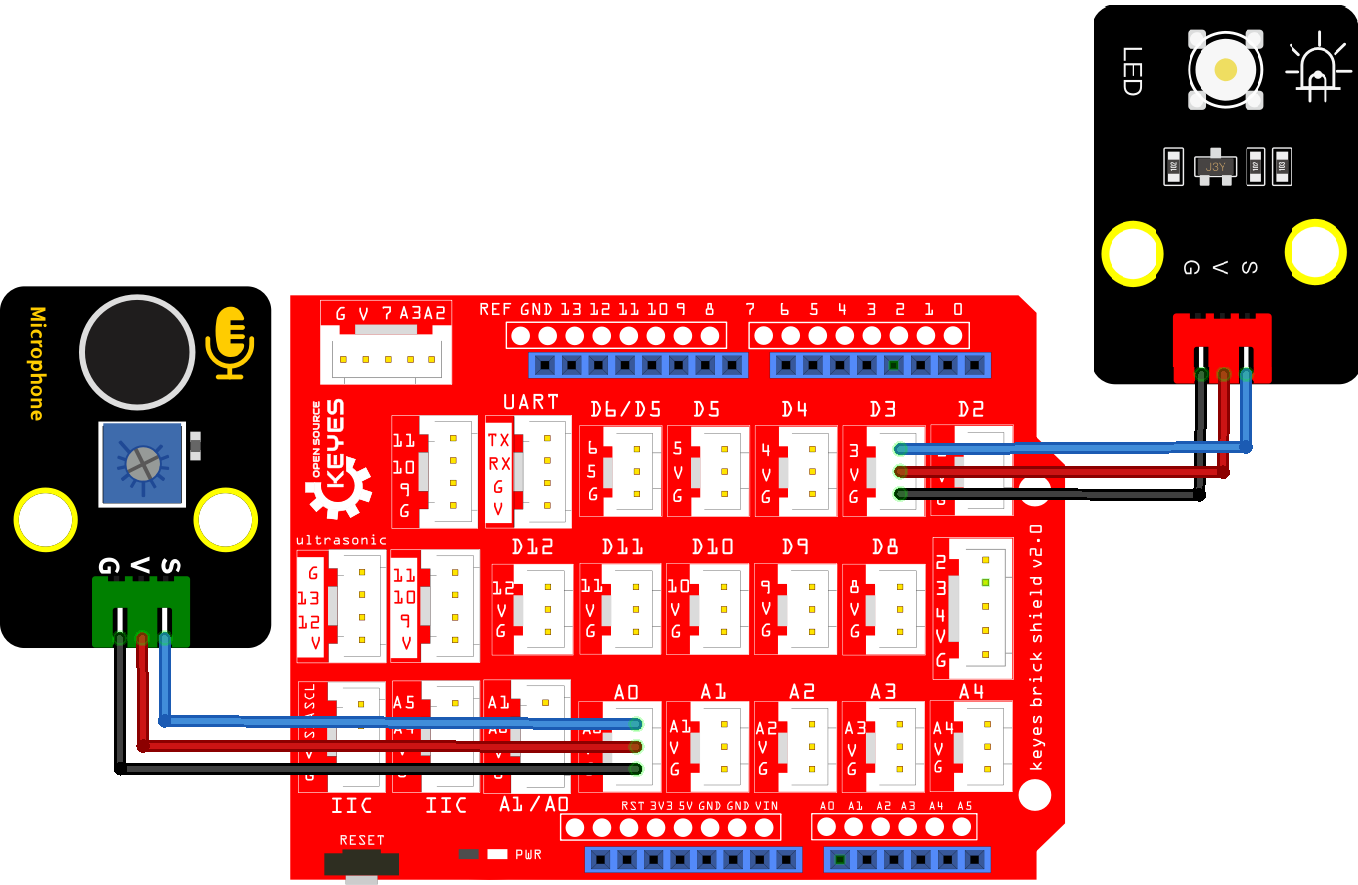 LED
J3Y
102
102
103
G V S
Microphone
G V S
G V 7 A3 A2
REF GND 13 12 11 10 9 8
7 6 5 4 3 2 1 0
OPEN SOURCE
KEYES
UART
D6/D5
D5
D4
D3
D2
11
10
9
G
TX
RX
G
V
6
5
G
5
V
G
4
V
G
3
V
G
G
ultrasonic
D12
D11
D10
D9
D8
G
13
12
V
11
10
9
V
12
V
G
11
V
G
10
V
G
9
V
G
8
V
G
2
3
4
V
G
keyes brick shield v2.0
A0
A1
A2
A3
A4
SCL
G
A5
V
G
A1
V
G
A1
V
G
A2
V
G
A3
V
G
A4
V
G
IIC
IIC
A1/A0
RST 3V3 5V GND GND VIN
A0 A1 A2 A3 A4 A5
RESET
PWR